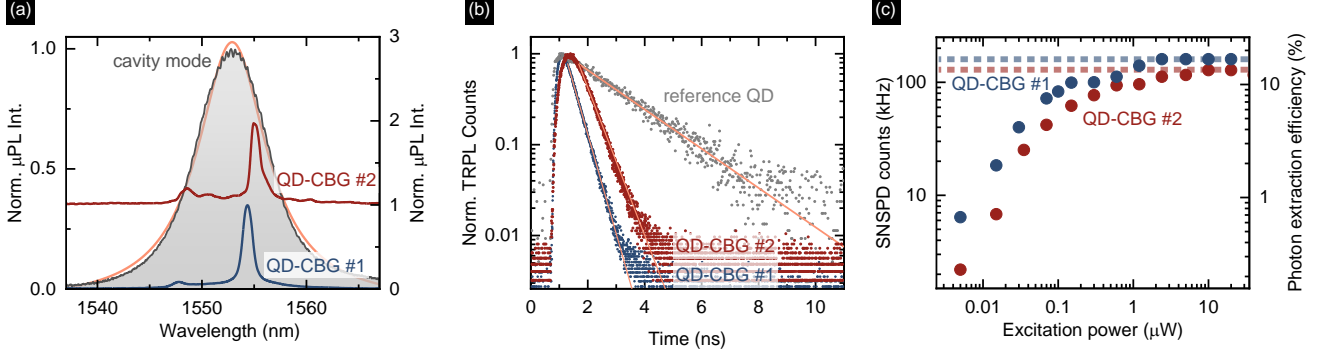 (a)
1.0
0.5
0.0
Norm. µPL Int.
3
2
1
0
Norm. µPL Int.
cavity mode
QD-CBG #2
QD-CBG #1
1540
1550
1560
Wavelength (nm)
(b)
1
0.1
0.01
Norm. TRPL Counts
reference QD
QD-CBG #2
QD-CBG #1
0
2
4
6
8
10
Time (ns)
(c)
100
10
SNSPD counts (kHz)
10
1
Photon extraction efficiency (%)
QD-CBG #1
QD-CBG #2
0.01
0.1
1
10
Excitation power (µW)